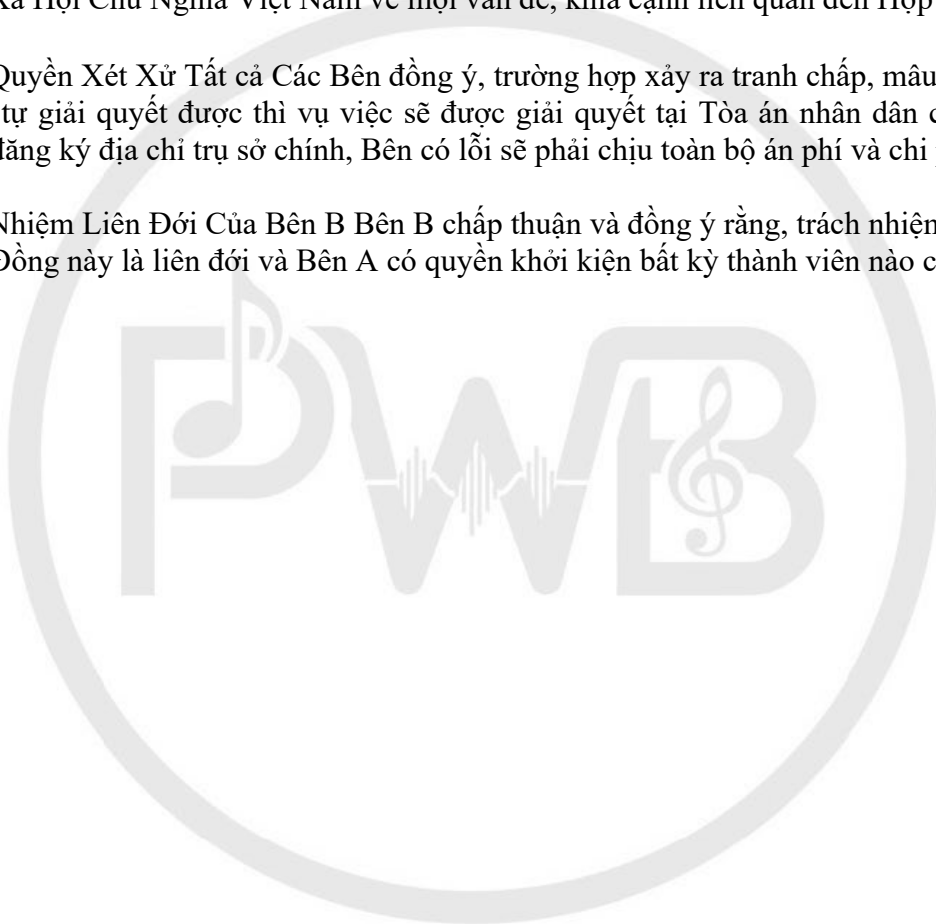 Xã Hội Chủ Nghĩa Việt Nam về mọi vấn đề, khía cạnh liên quan đến Hợp
Quyền Xét Xử Tất cả Các Bên đồng ý, trường hợp xảy ra tranh chấp, mâu
tự giải quyết được thì vụ việc sẽ được giải quyết tại Tòa án nhân dân
đăng ký địa chỉ trụ sở chính, Bên có lỗi sẽ phải chịu toàn bộ án phí và chi
Nhiệm Liên Đới Của Bên B Bên B chấp thuận và đồng ý rằng, trách nhiệm
Đồng này là liên đới và Bên A có quyền khởi kiện bất kỳ thành viên nào
PWB